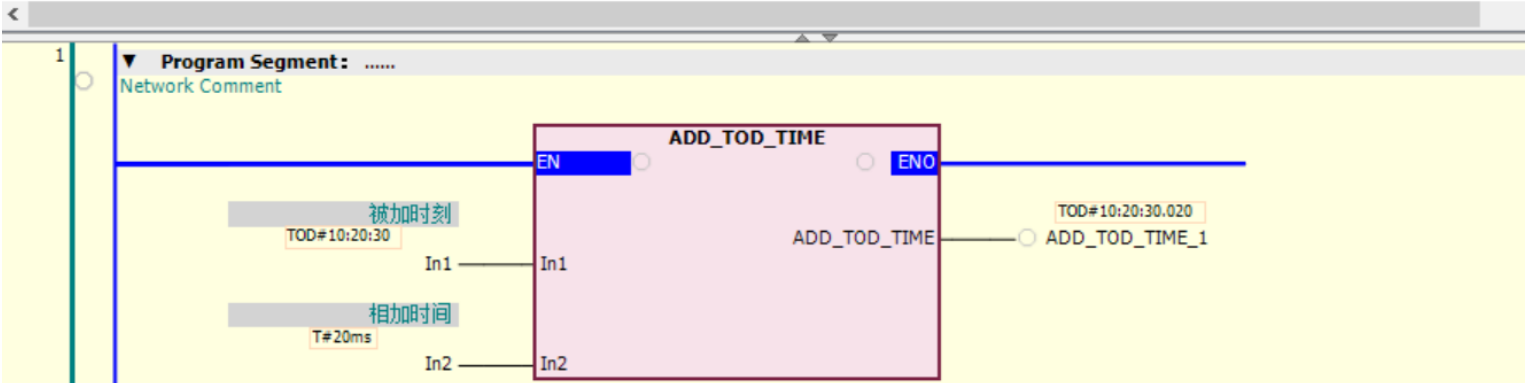 1
▼ Program Segment： ......
Network Comment
ADD_TOD_TIME
EN ENO
被加时刻
TOD#10:20:30
TOD#10:20:30.020
ADD_TOD_TIME ADD_TOD_TIME_1
In1 In1
相加时间
T#20ms
In2 In2